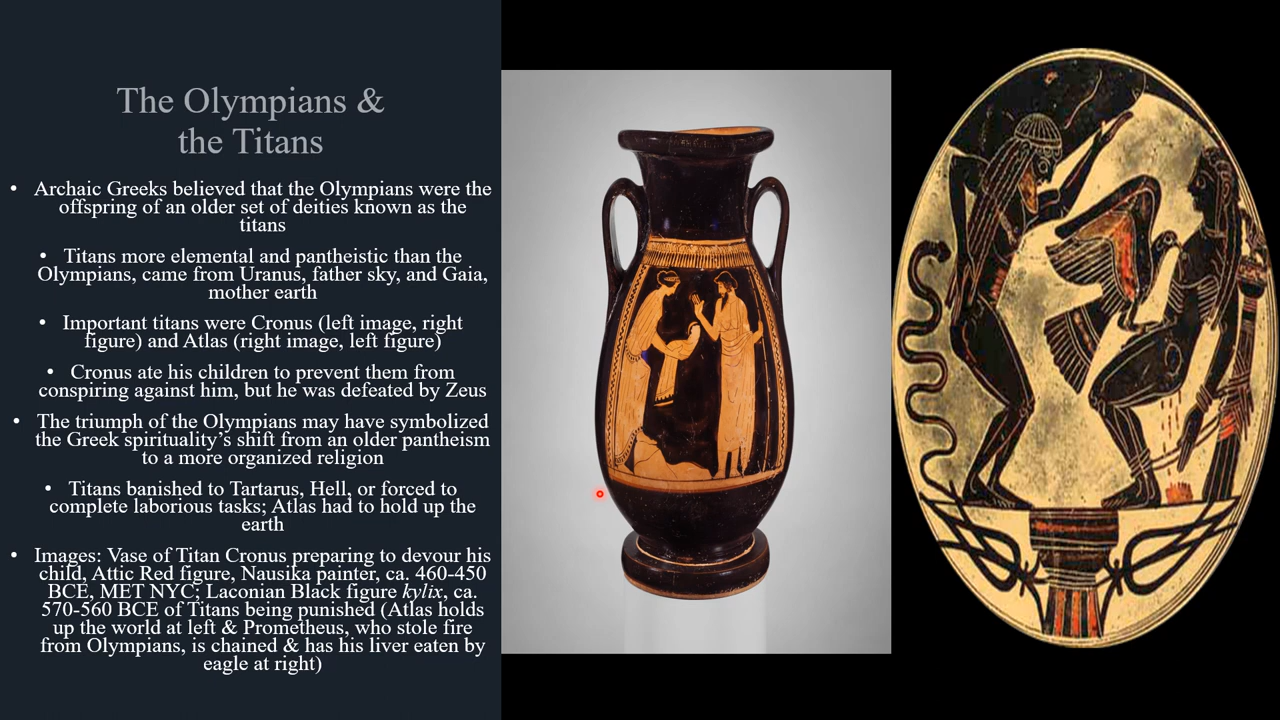 The Olympians &
the Titans
• Archaic Greeks believed that the Olympians were the
offspring of an older set of deities known as the
titans
• Titans more elemental and pantheistic than the
Olympians, came from Uranus, father sky, and Gaia,
mother earth
• Important titans were Cronus (left image, right
figure) and Atlas (right image, left figure)
• Cronus ate his children to prevent them from
conspiring against him, but he was defeated by Zeus
• The triumph of the Olympians may have symbolized
the Greek spirituality’s shift from an older pantheism
to a more organized religion
• Titans banished to Tartarus, Hell, or forced to
complete laborious tasks; Atlas had to hold up the
earth
• Images: Vase of Titan Cronus preparing to devour his
child, Attic Red figure, Nausika painter, ca. 460-450
BCE, MET NYC; Laconian Black figure kylix, ca.
570-560 BCE of Titans being punished (Atlas holds
up the world at left & Prometheus, who stole fire
from Olympians, is chained & has his liver eaten by
eagle at right)